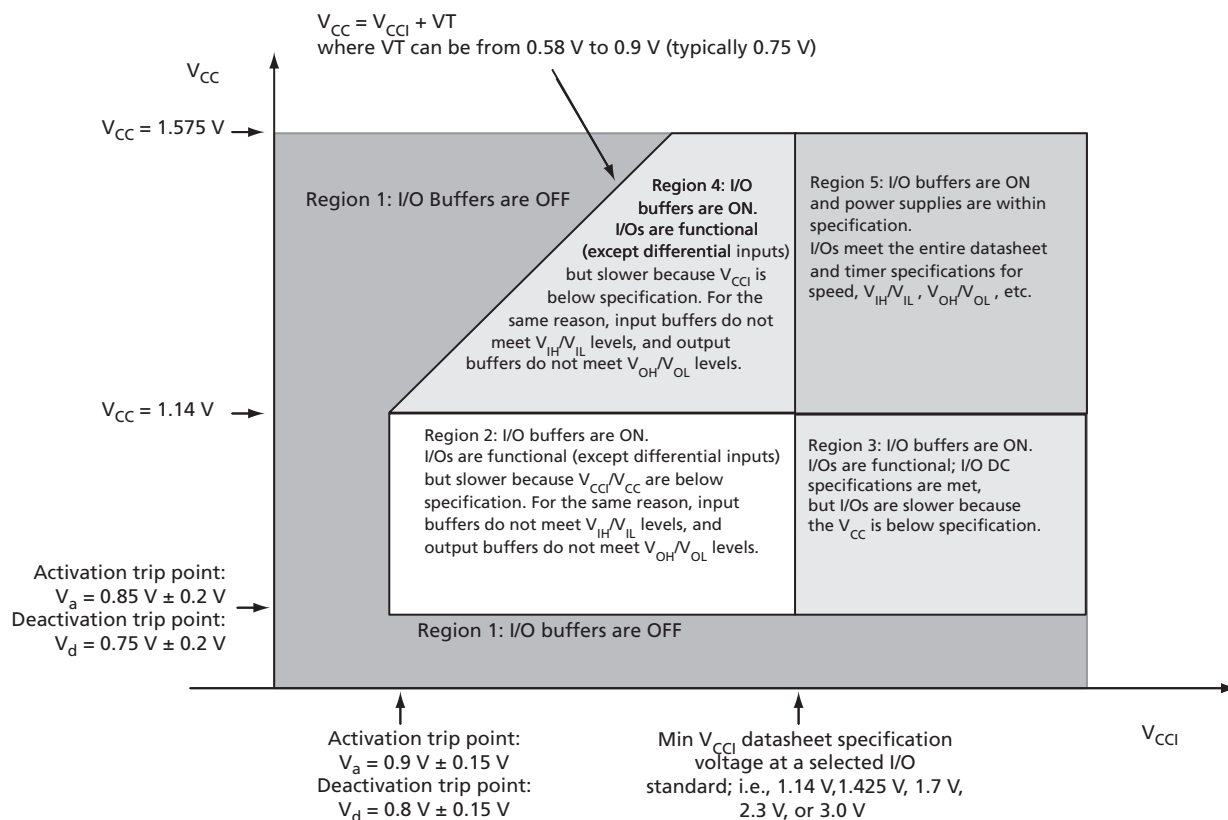 V_CC = V_CCI + VT
where VT can be from 0.58 V to 0.9 V (typically 0.75 V)
V_CC
V_CC = 1.575 V
Region 1: I/O Buffers are OFF
Region 4: I/O
buffers are ON.
I/Os are functional
(except differential inputs)
but slower because V_CCI is
below specification. For the
same reason, input buffers do not
meet V_IH/V_IL levels, and output
buffers do not meet V_OH/V_OL levels.
Region 5: I/O buffers are ON
and power supplies are within
specification.
I/Os meet the entire datasheet
and timer specifications for
speed, V_IH/V_IL , V_OH/V_OL , etc.
V_CC = 1.14 V
Region 2: I/O buffers are ON.
I/Os are functional (except differential inputs)
but slower because V_CCI/V_CC are below
specification. For the same reason, input
buffers do not meet V_IH/V_IL levels, and
output buffers do not meet V_OH/V_OL levels.
Region 3: I/O buffers are ON.
I/Os are functional; I/O DC
specifications are met,
but I/Os are slower because
the V_CC is below specification.
Activation trip point:
V_a = 0.85 V ± 0.2 V
Deactivation trip point:
V_d = 0.75 V ± 0.2 V
Region 1: I/O buffers are OFF
Activation trip point:
V_a = 0.9 V ± 0.15 V
Deactivation trip point:
V_d = 0.8 V ± 0.15 V
Min V_CCI datasheet specification
voltage at a selected I/O
standard; i.e., 1.14 V,1.425 V, 1.7 V,
2.3 V, or 3.0 V
V_CCI